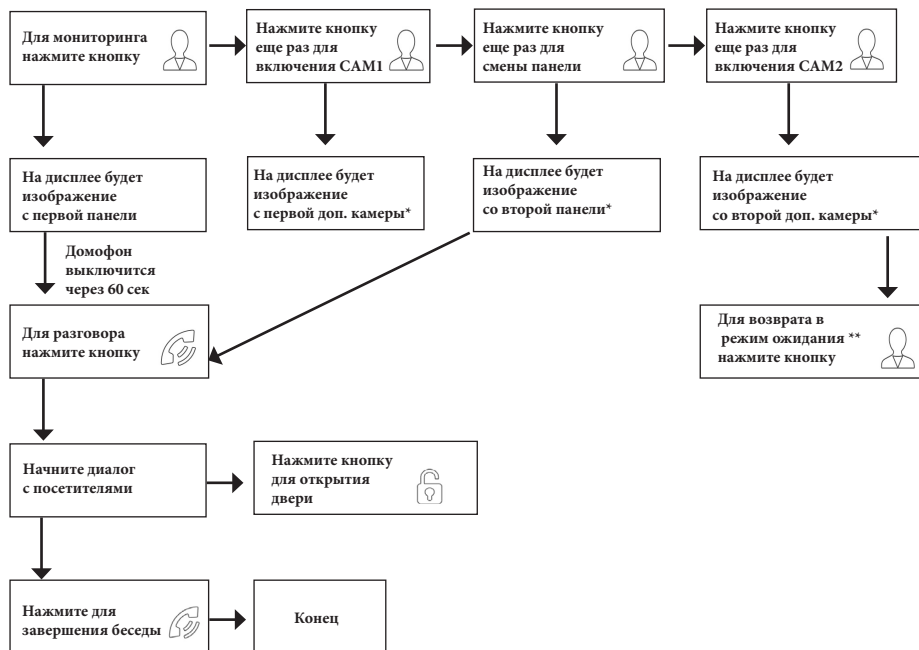 Для мониторинга
нажмите кнопку
Нажмите кнопку
еще раз для
включения CAM1
Нажмите кнопку
еще раз для
смены панели
Нажмите кнопку
еще раз для
включения CAM2
На дисплее будет
изображение
с первой панели
На дисплее будет
изображение
с первой доп. камеры*
На дисплее будет
изображение
со второй панели*
На дисплее будет
изображение
со второй доп. камеры*
Домофон
выключится
через 60 сек
Для разговора
нажмите кнопку
Для возврата в
режим ожидания **
нажмите кнопку
Начните диалог
с посетителями
Нажмите кнопку
для открытия
двери
Нажмите для
завершения беседы
Конец